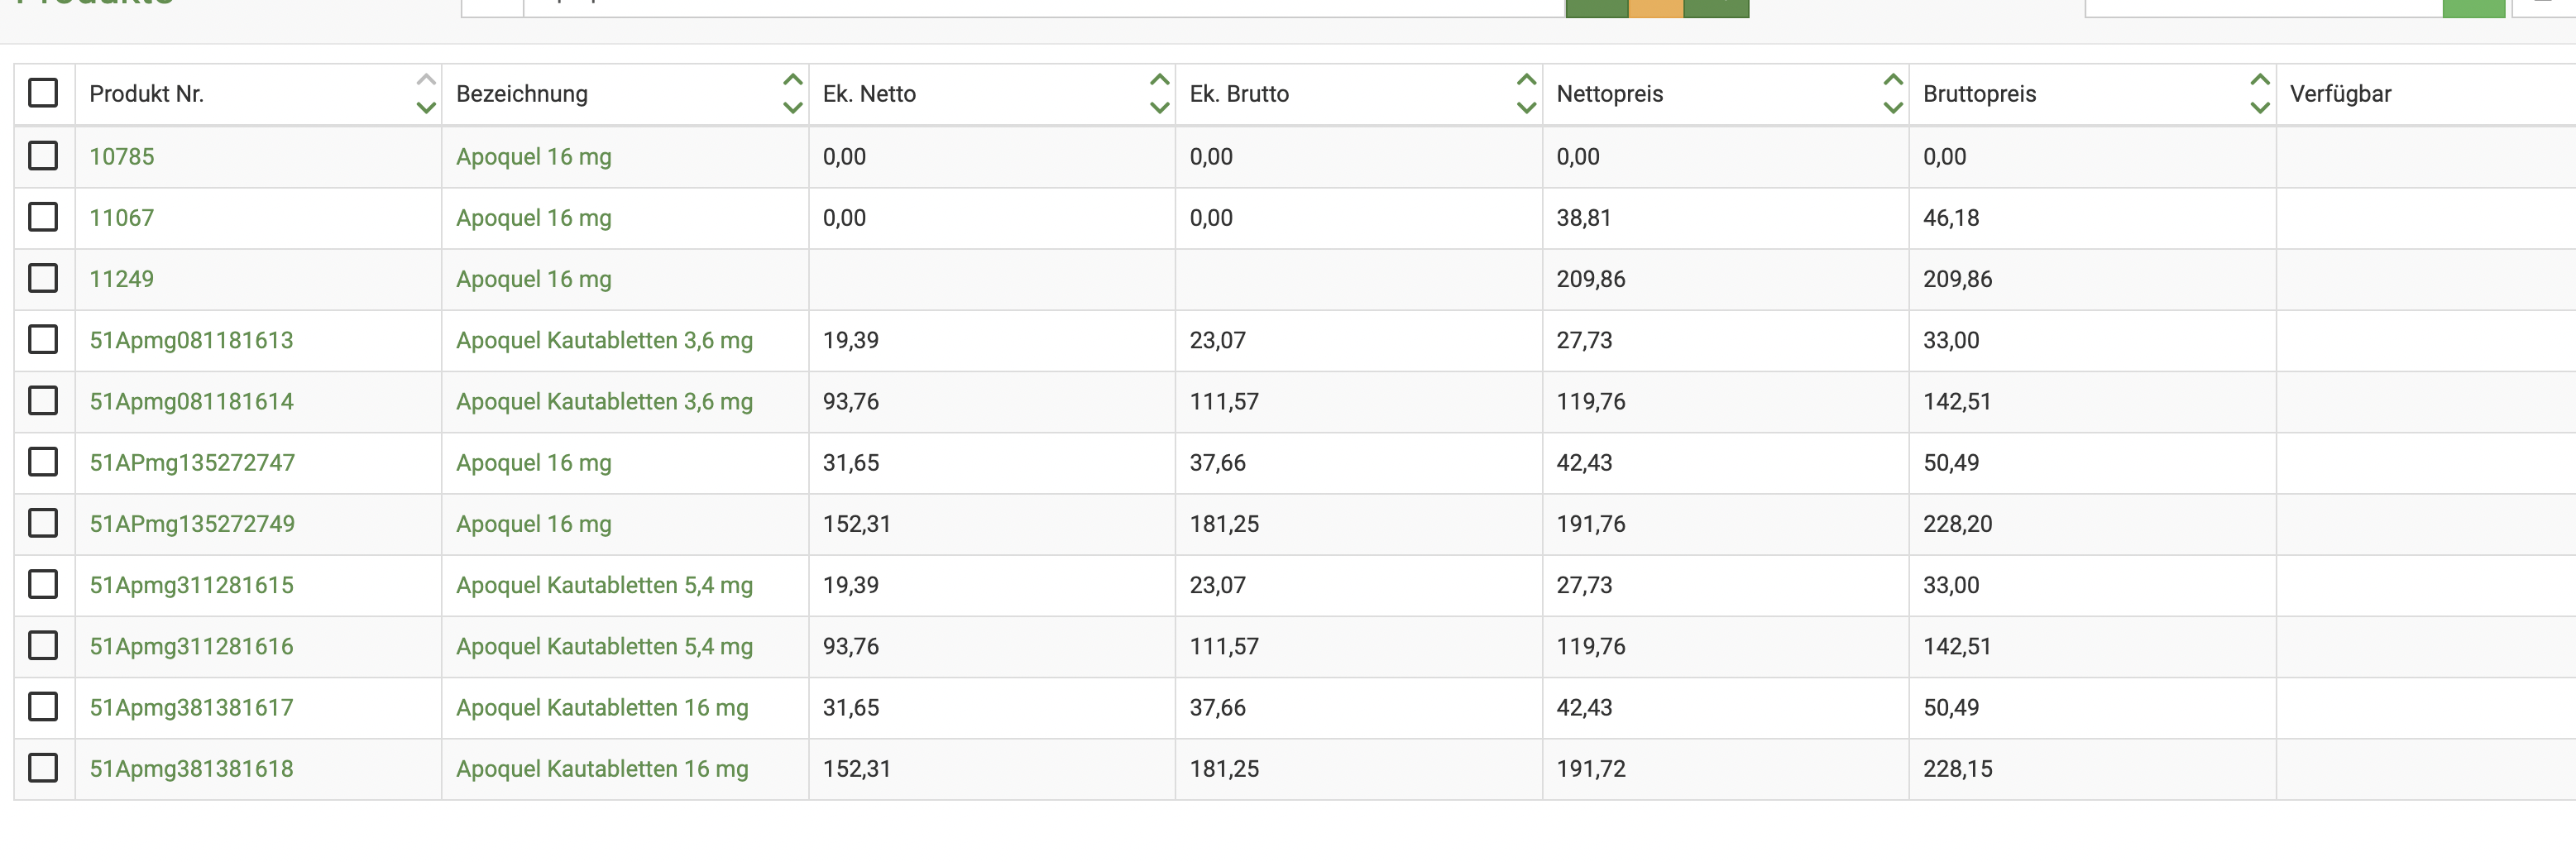 Produkt Nr. Bezeichnung Ek. Netto Ek. Brutto Nettopreis Bruttopreis Verfügbar
10785 Apoquel 16 mg 0,00 0,00 0,00 0,00
11067 Apoquel 16 mg 0,00 0,00 38,81 46,18
11249 Apoquel 16 mg 209,86 209,86
51Apmg081181613 Apoquel Kautabletten 3,6 mg 19,39 23,07 27,73 33,00
51Apmg081181614 Apoquel Kautabletten 3,6 mg 93,76 111,57 119,76 142,51
51APmg135272747 Apoquel 16 mg 31,65 37,66 42,43 50,49
51APmg135272749 Apoquel 16 mg 152,31 181,25 191,76 228,20
51Apmg311281615 Apoquel Kautabletten 5,4 mg 19,39 23,07 27,73 33,00
51Apmg311281616 Apoquel Kautabletten 5,4 mg 93,76 111,57 119,76 142,51
51Apmg381381617 Apoquel Kautabletten 16 mg 31,65 37,66 42,43 50,49
51Apmg381381618 Apoquel Kautabletten 16 mg 152,31 181,25 191,72 228,15